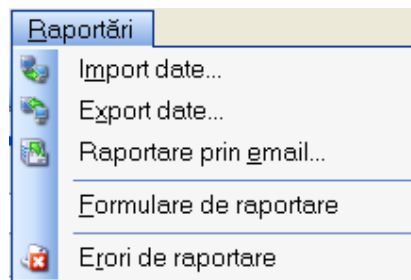 Raportări
Import date...
Export date...
Raportare prin email...
Formulare de raportare
Erori de raportare